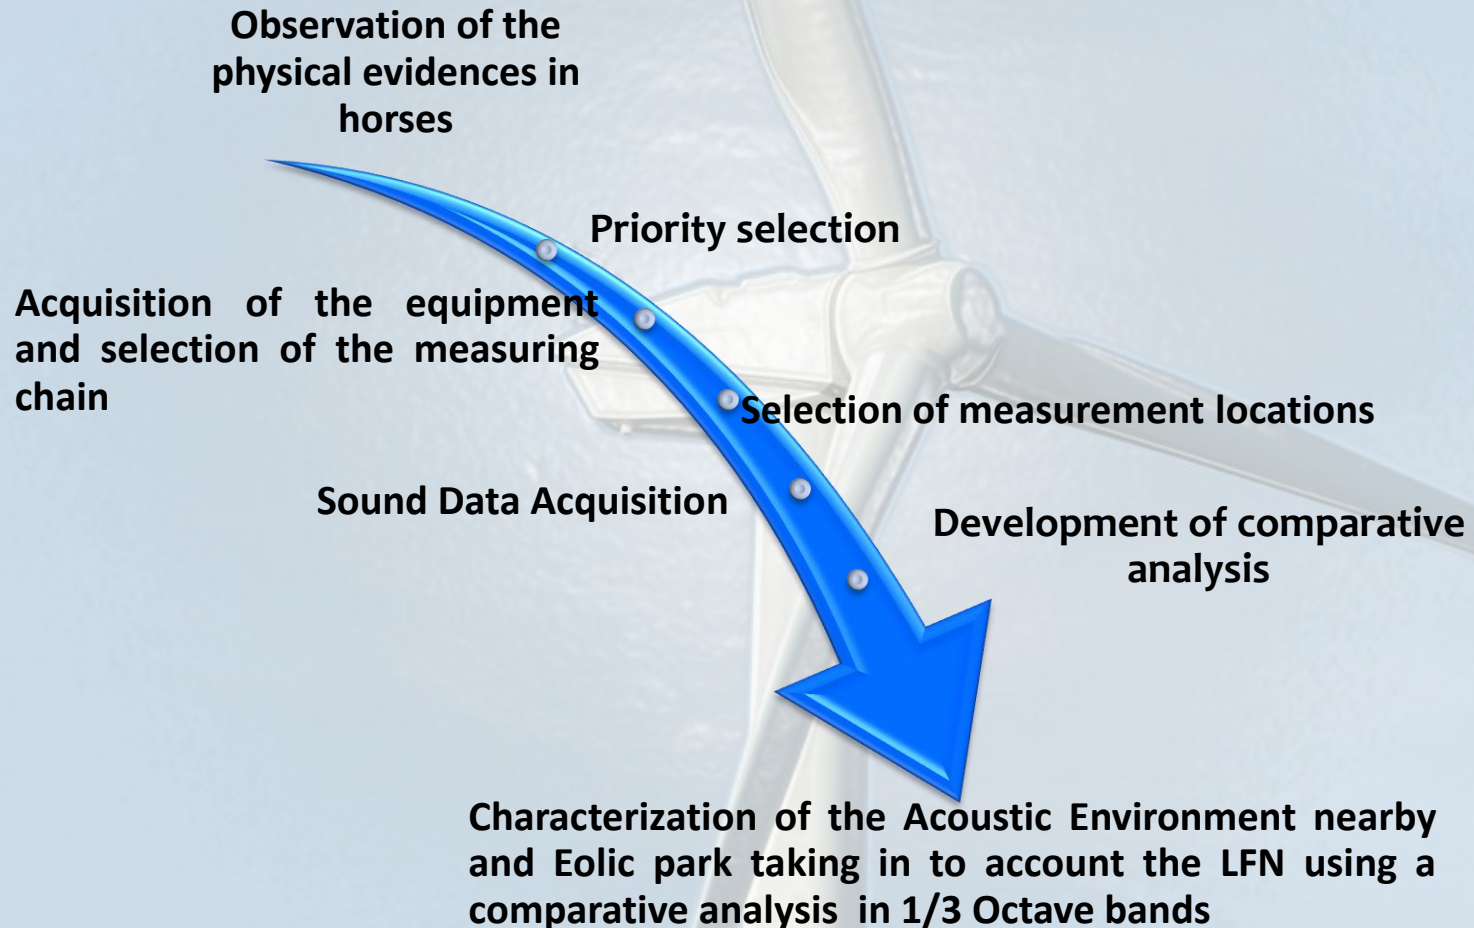 Observation of the
physical evidences in
horses
Priority selection
Acquisition of the equipment
and selection of the measuring
chain
Selection of measurement locations
Sound Data Acquisition
Development of comparative
analysis
Characterization of the Acoustic Environment nearby
and Eolic park taking in to account the LFN using a
comparative analysis in 1/3 Octave bands